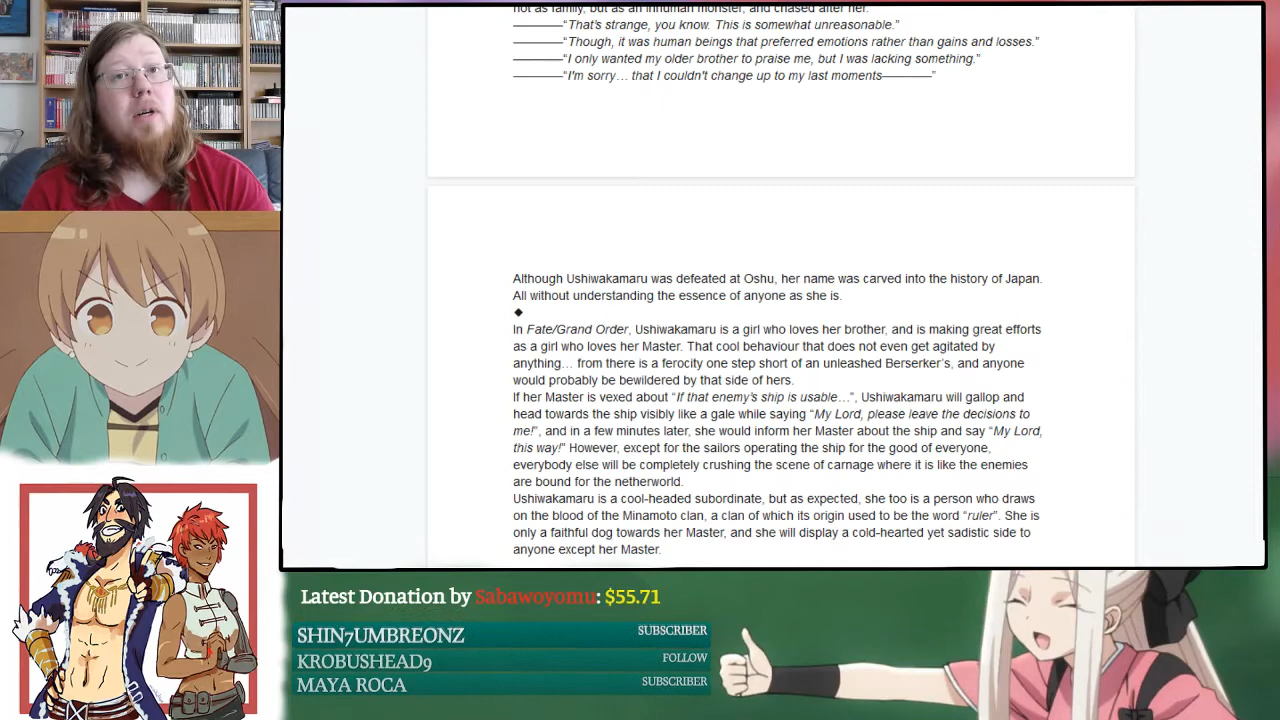 not as family, but as an inhuman monster, and chased after her.
————“That's strange, you know. This is somewhat unreasonable.”
————“Though, it was human beings that preferred emotions rather than gains and losses.”
————“I only wanted my older brother to praise me, but I was lacking something.”
————“I'm sorry… that I couldn't change up to my last moments————”
Although Ushiwakamaru was defeated at Oshu, her name was carved into the history of Japan.
All without understanding the essence of anyone as she is.
◆
In Fate/Grand Order, Ushiwakamaru is a girl who loves her brother, and is making great efforts
as a girl who loves her Master. That cool behaviour that does not even get agitated by
anything… from there is a ferocity one step short of an unleashed Berserker's, and anyone
would probably be bewildered by that side of hers.
If her Master is vexed about “If that enemy's ship is usable…”, Ushiwakamaru will gallop and
head towards the ship visibly like a gale while saying “My Lord, please leave the decisions to
me!”, and in a few minutes later, she would inform her Master about the ship and say “My Lord,
this way!” However, except for the sailors operating the ship for the good of everyone,
everybody else will be completely crushing the scene of carnage where it is like the enemies
are bound for the netherworld.
Ushiwakamaru is a cool-headed subordinate, but as expected, she too is a person who draws
on the blood of the Minamoto clan, a clan of which its origin used to be the word “ruler”. She is
only a faithful dog towards her Master, and she will display a cold-hearted yet sadistic side to
anyone except her Master.
Latest Donation by Sabawoyomu: $55.71
SHIN7UMBREONZ SUBSCRIBER
KROBUSHEAD9 FOLLOW
MAYA ROCA SUBSCRIBER